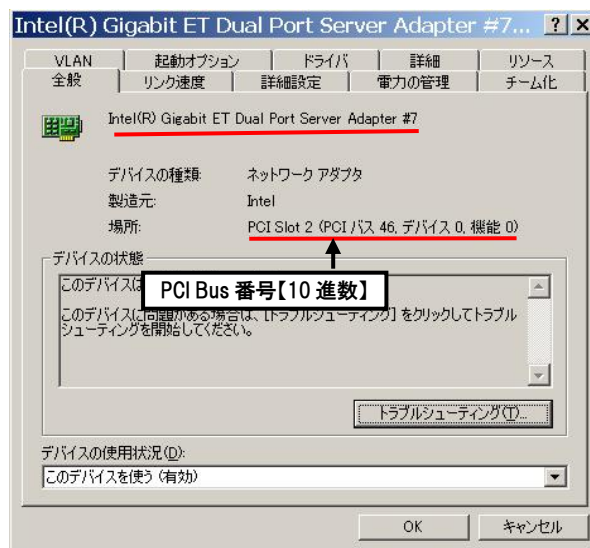 Intel(R) Gigabit ET Dual Port Server Adapter #7...
VLAN 起動オプション ドライバ 詳細 リソース
全般 リンク速度 詳細設定 電力の管理 チーム化
Intel(R) Gigabit ET Dual Port Server Adapter #7
デバイスの種類: ネットワーク アダプタ
製造元: Intel
場所: PCI Slot 2 (PCI バス 46, デバイス 0, 機能 0)
デバイスの状態
このデバイスは
PCI Bus 番号【10 進数】
このデバイスに問題がある場合は、[トラブルシューティング] をクリックしてトラブル
シューティングを開始してください。
トラブルシューティング(T)...
デバイスの使用状況(D):
このデバイスを使う (有効)
OK キャンセル